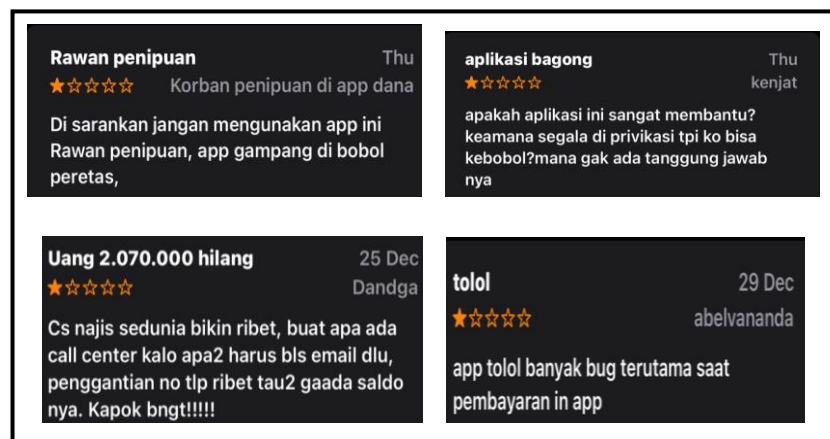 Rawan penipuan Thu
★☆☆☆☆ Korban penipuan di app dana
Di sarankan jangan mengunakan app ini
Rawan penipuan, app gampang di bobol
peretas,
aplikasi bagong Thu
★☆☆☆☆ kenjat
apakah aplikasi ini sangat membantu?
keamana segala di privikasi tpi ko bisa
kebobol?mana gak ada tanggung jawab
nya
Uang 2.070.000 hilang 25 Dec
★☆☆☆☆ Dandga
Cs najis sedunia bikin ribet, buat apa ada
call center kalo apa2 harus bls email dlu,
penggantian no tlp ribet tau2 gaada saldo
nya. Kapok bngt!!!!!
tolol 29 Dec
★☆☆☆☆ abelvananda
app tolol banyak bug terutama saat
pembayaran in app